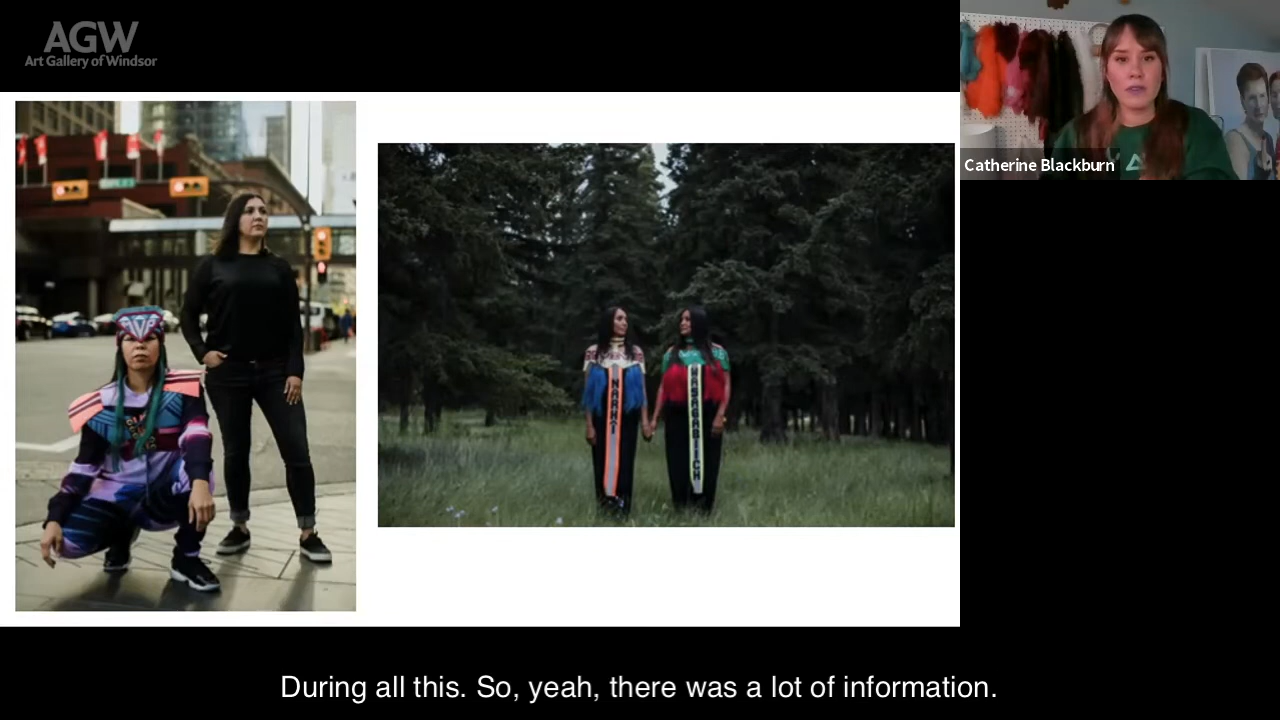 AGW
Art Gallery of Windsor
Catherine Blackburn
During all this. So, yeah, there was a lot of information.